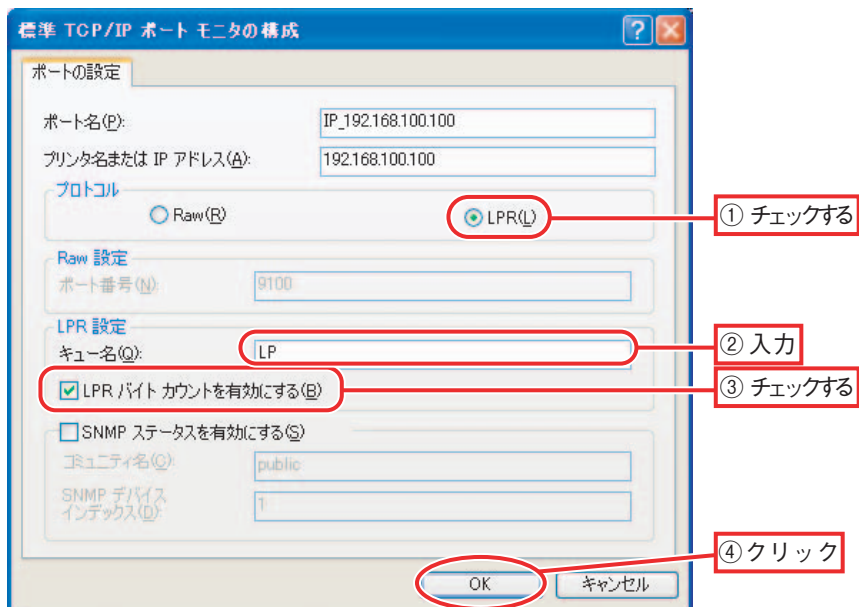 標準 TCP/IP ポート モニタの構成
ポートの設定
ポート名(P): IP_192.168.100.100
プリンタ名または IP アドレス(A): 192.168.100.100
プロトコル
Raw(R) LPR(L)
① チェックする
Raw 設定
ポート番号(N): 9100
LPR 設定
キュー名(Q): LP
② 入力
LPR バイト カウントを有効にする(B)
③ チェックする
SNMP ステータスを有効にする(S)
コミュニティ名(C): public
SNMP デバイス
インデックス(D): 1
④ クリック
OK キャンセル